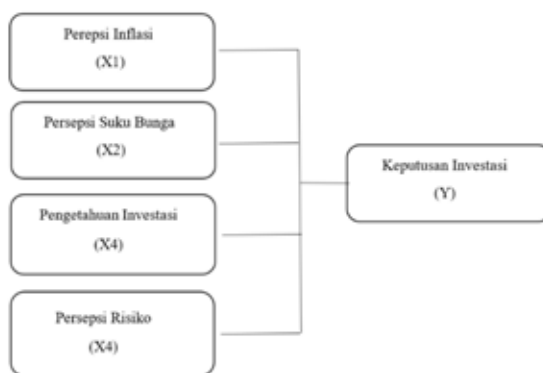 Perepsi Inflasi
(X1)
Persepsi Suku Bunga
(X2)
Pengetahuan Investasi
(X4)
Persepsi Risiko
(X4)
Keputusan Investasi
(Y)